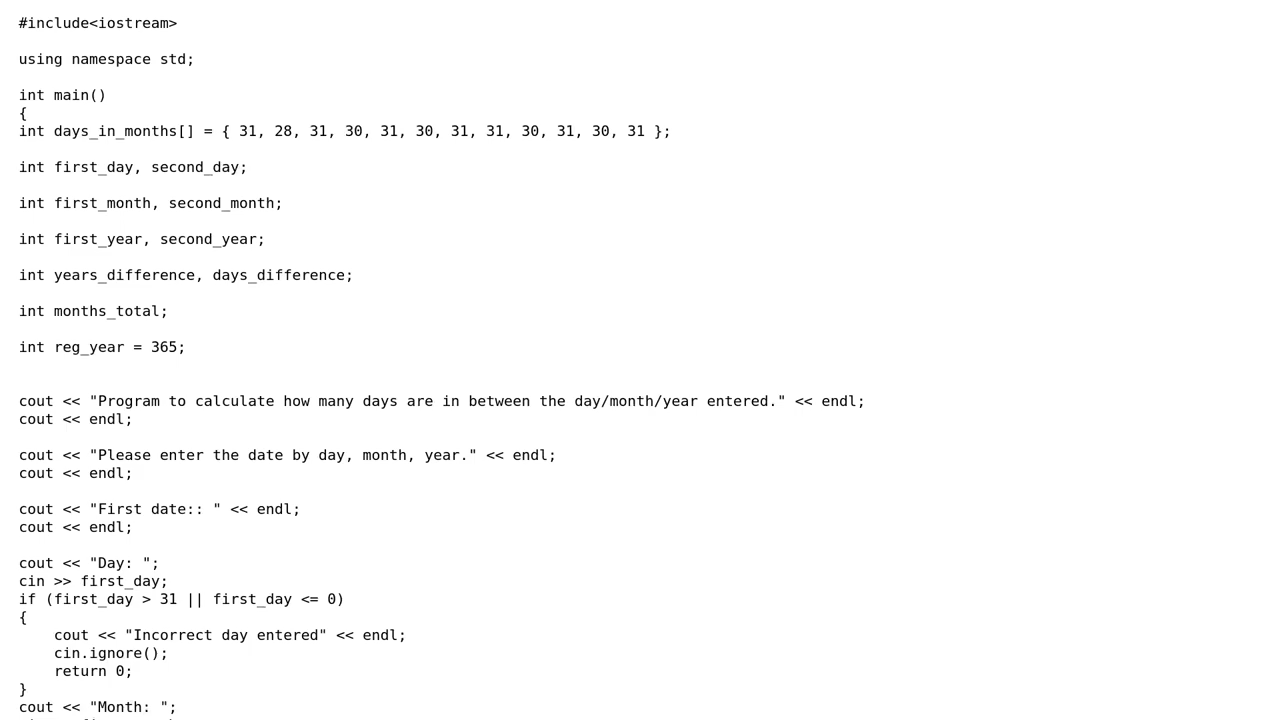 #include<iostream>
using namespace std;
int main()
{
int days_in_months[] = { 31, 28, 31, 30, 31, 30, 31, 31, 30, 31, 30, 31 };
int first_day, second_day;
int first_month, second_month;
int first_year, second_year;
int years_difference, days_difference;
int months_total;
int reg_year = 365;
cout << "Program to calculate how many days are in between the day/month/year entered." << endl;
cout << endl;
cout << "Please enter the date by day, month, year." << endl;
cout << endl;
cout << "First date:: " << endl;
cout << endl;
cout << "Day: ";
cin >> first_day;
if (first_day > 31 || first_day <= 0)
{
    cout << "Incorrect day entered" << endl;
    cin.ignore();
    return 0;
}
cout << "Month: ";